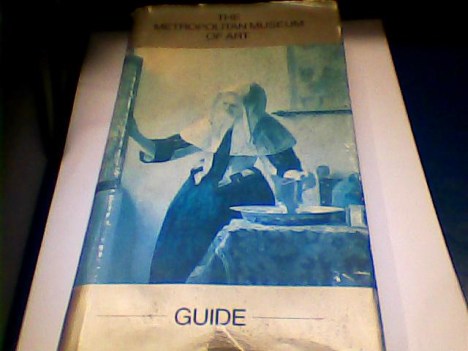 THE
METROPOLITAN MUSEUM
OF ART
GUIDE